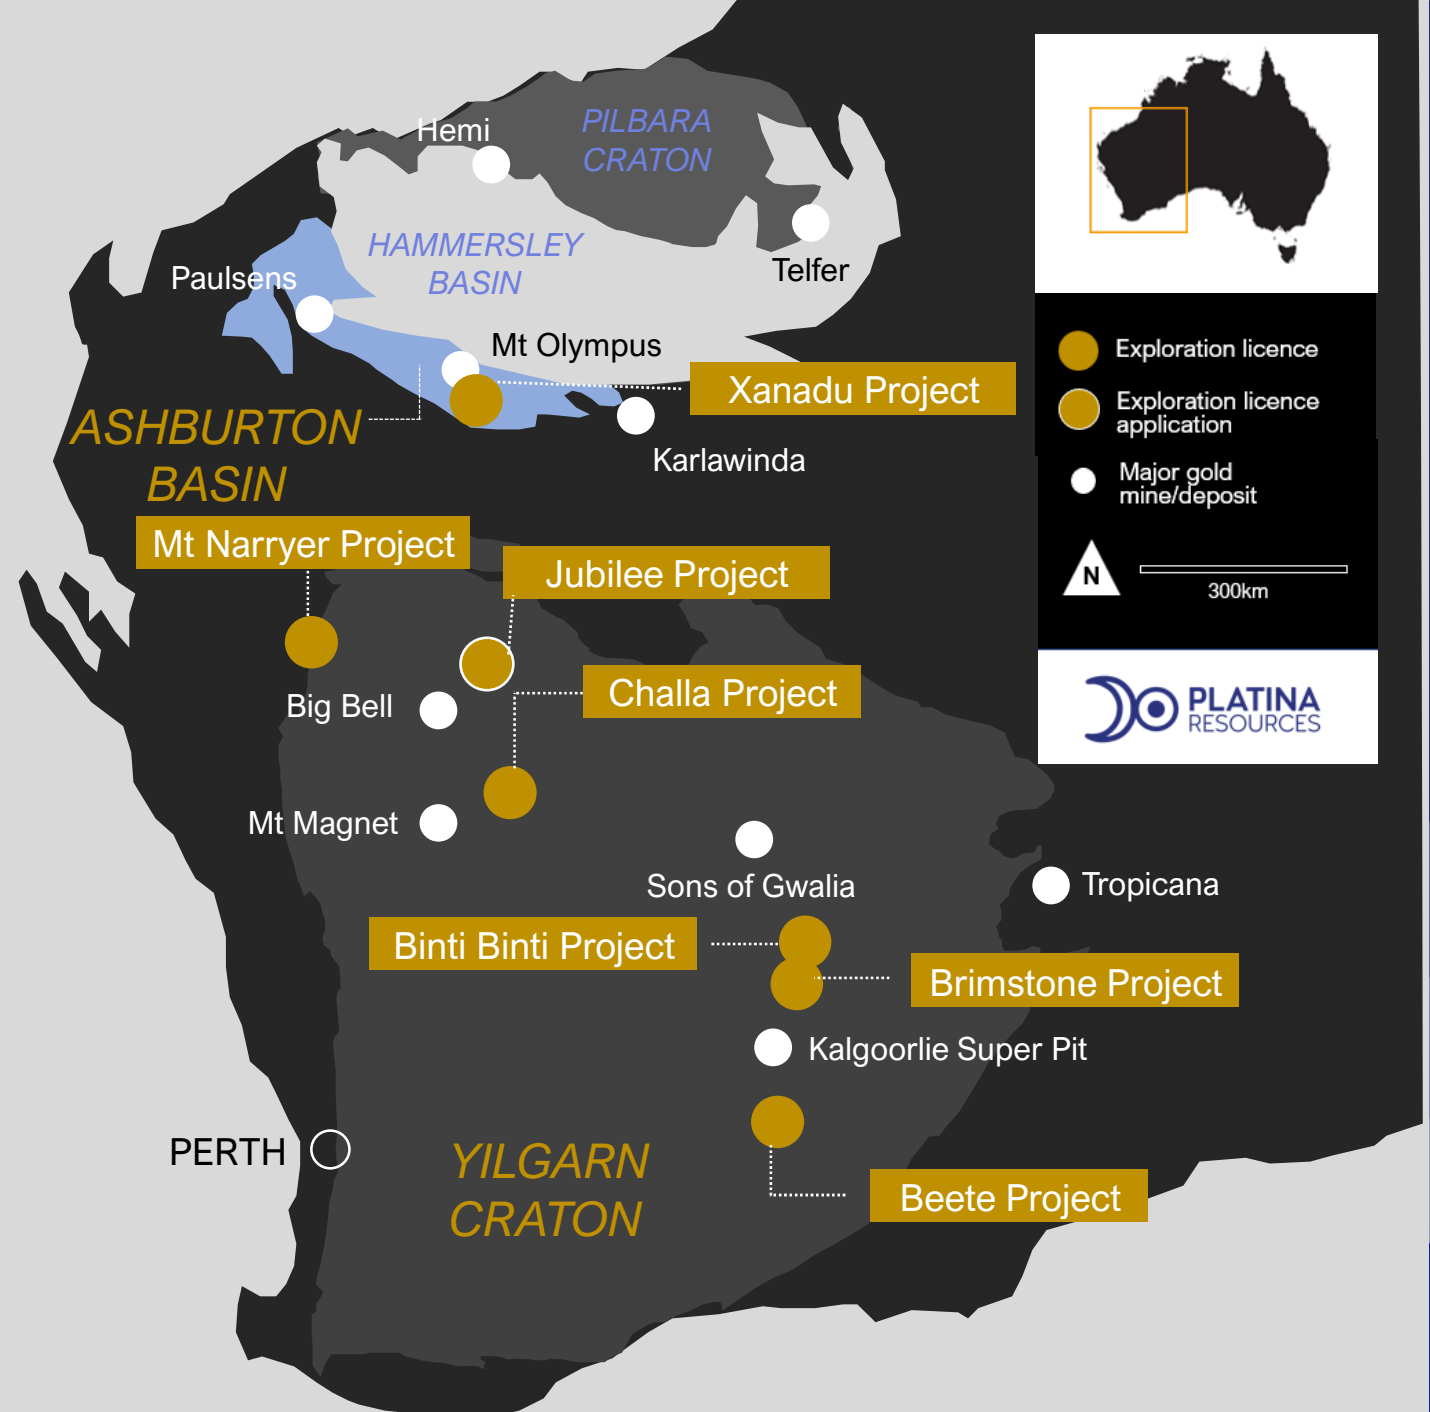 Hemi
PILBARA
CRATON
HAMMERSLEY
BASIN
Telfer
Paulsens
Mt Olympus
Xanadu Project
ASHBURTON
BASIN
Karlawinda
Mt Narryer Project
Jubilee Project
Challa Project
Big Bell
Mt Magnet
Sons of Gwalia
Tropicana
Binti Binti Project
Brimstone Project
Kalgoorlie Super Pit
PERTH
YILGARN
CRATON
Beete Project
Exploration licence
Exploration licence
application
Major gold
mine/deposit
N
300km
PLATINA
RESOURCES